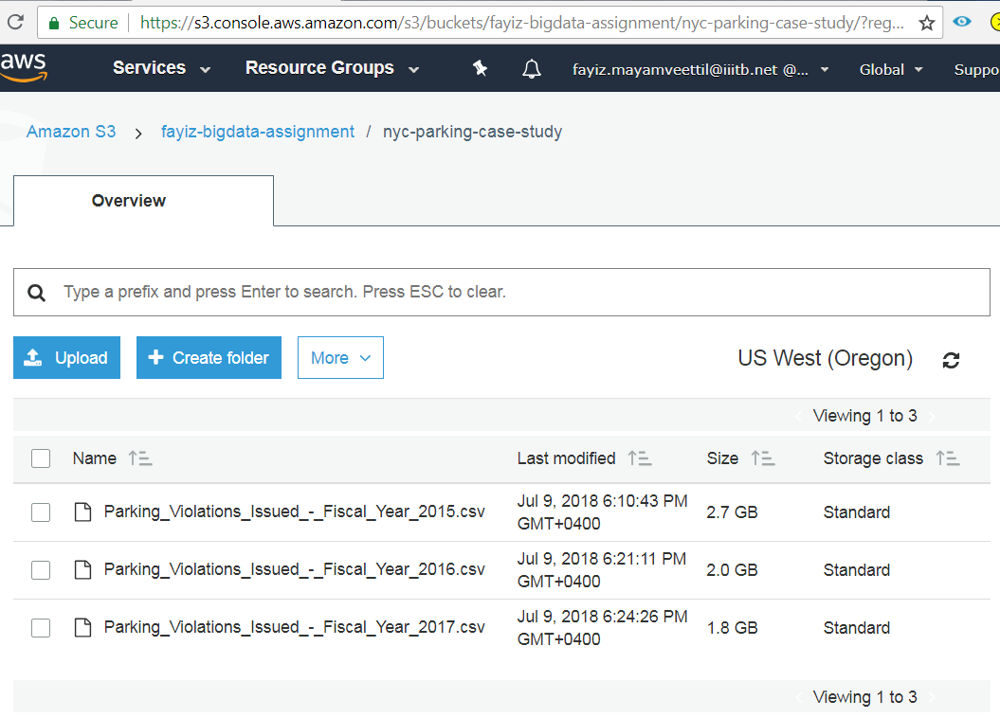 Secure https://s3.console.aws.amazon.com/s3/buckets/fayiz-bigdata-assignment/nyc-parking-case-study/?reg...
aws Services Resource Groups fayiz.mayamveettil@iiitb.net @... Global Suppo
Amazon S3 > fayiz-bigdata-assignment / nyc-parking-case-study
Overview
Type a prefix and press Enter to search. Press ESC to clear.
Upload + Create folder More US West (Oregon)
Viewing 1 to 3
Name Last modified Size Storage class
Parking_Violations_Issued_-_Fiscal_Year_2015.csv Jul 9, 2018 6:10:43 PM 2.7 GB Standard
GMT+0400
Parking_Violations_Issued_-_Fiscal_Year_2016.csv Jul 9, 2018 6:21:11 PM 2.0 GB Standard
GMT+0400
Parking_Violations_Issued_-_Fiscal_Year_2017.csv Jul 9, 2018 6:24:26 PM 1.8 GB Standard
GMT+0400
Viewing 1 to 3